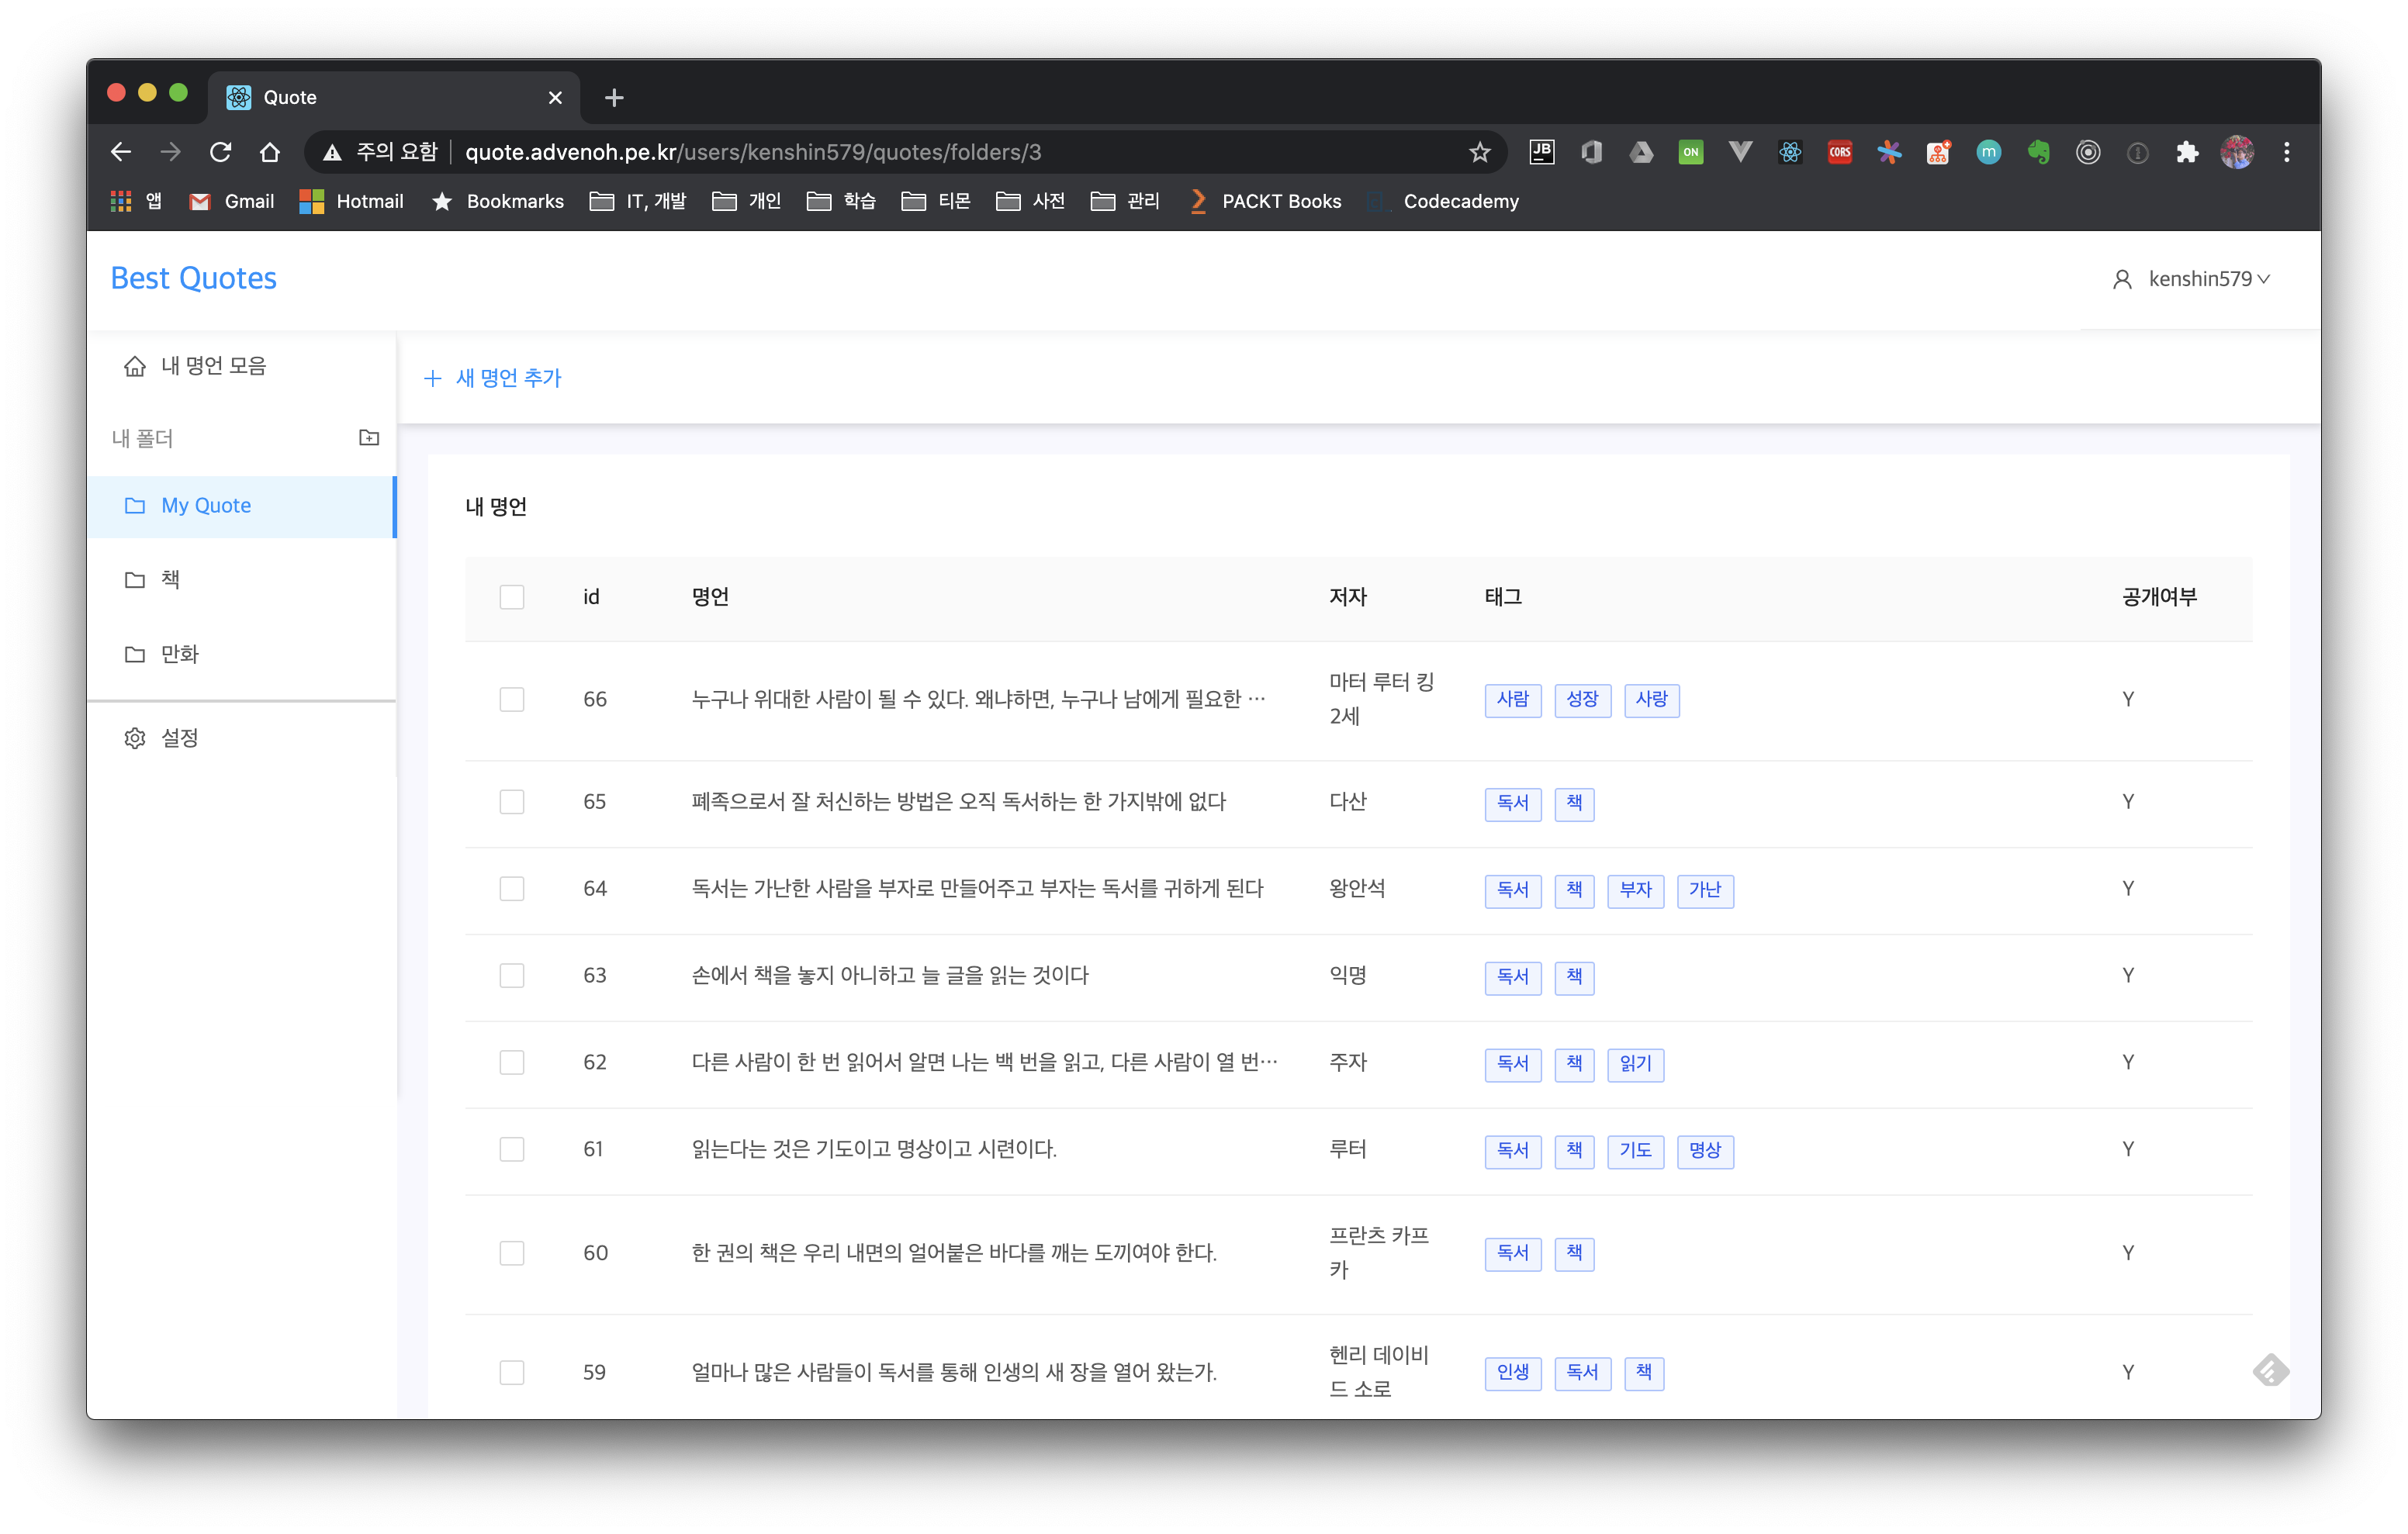 Quote
주의 요함 quote.advenoh.pe.kr/users/kenshin579/quotes/folders/3
JB ON CORS m
앱 Gmail Hotmail Bookmarks IT, 개발 개인 학습 티몬 사전 관리 PACKT Books Codecademy
Best Quotes kenshin579
내 명언 모음
내 폴더
My Quote
책
만화
설정
새 명언 추가
내 명언
id 명언 저자 태그 공개여부
66 누구나 위대한 사람이 될 수 있다. 왜냐하면, 누구나 남에게 필요한 ⋯ 마터 루터 킹 사람 성장 사랑 Y
2세
65 폐족으로서 잘 처신하는 방법은 오직 독서하는 한 가지밖에 없다 다산 독서 책 Y
64 독서는 가난한 사람을 부자로 만들어주고 부자는 독서를 귀하게 된다 왕안석 독서 책 부자 가난 Y
63 손에서 책을 놓지 아니하고 늘 글을 읽는 것이다 익명 독서 책 Y
62 다른 사람이 한 번 읽어서 알면 나는 백 번을 읽고, 다른 사람이 열 번⋯ 주자 독서 책 읽기 Y
61 읽는다는 것은 기도이고 명상이고 시련이다. 루터 독서 책 기도 명상 Y
60 한 권의 책은 우리 내면의 얼어붙은 바다를 깨는 도끼여야 한다. 프란츠 카프 독서 책 Y
카
59 얼마나 많은 사람들이 독서를 통해 인생의 새 장을 열어 왔는가. 헨리 데이비 인생 독서 책 Y
드 소로